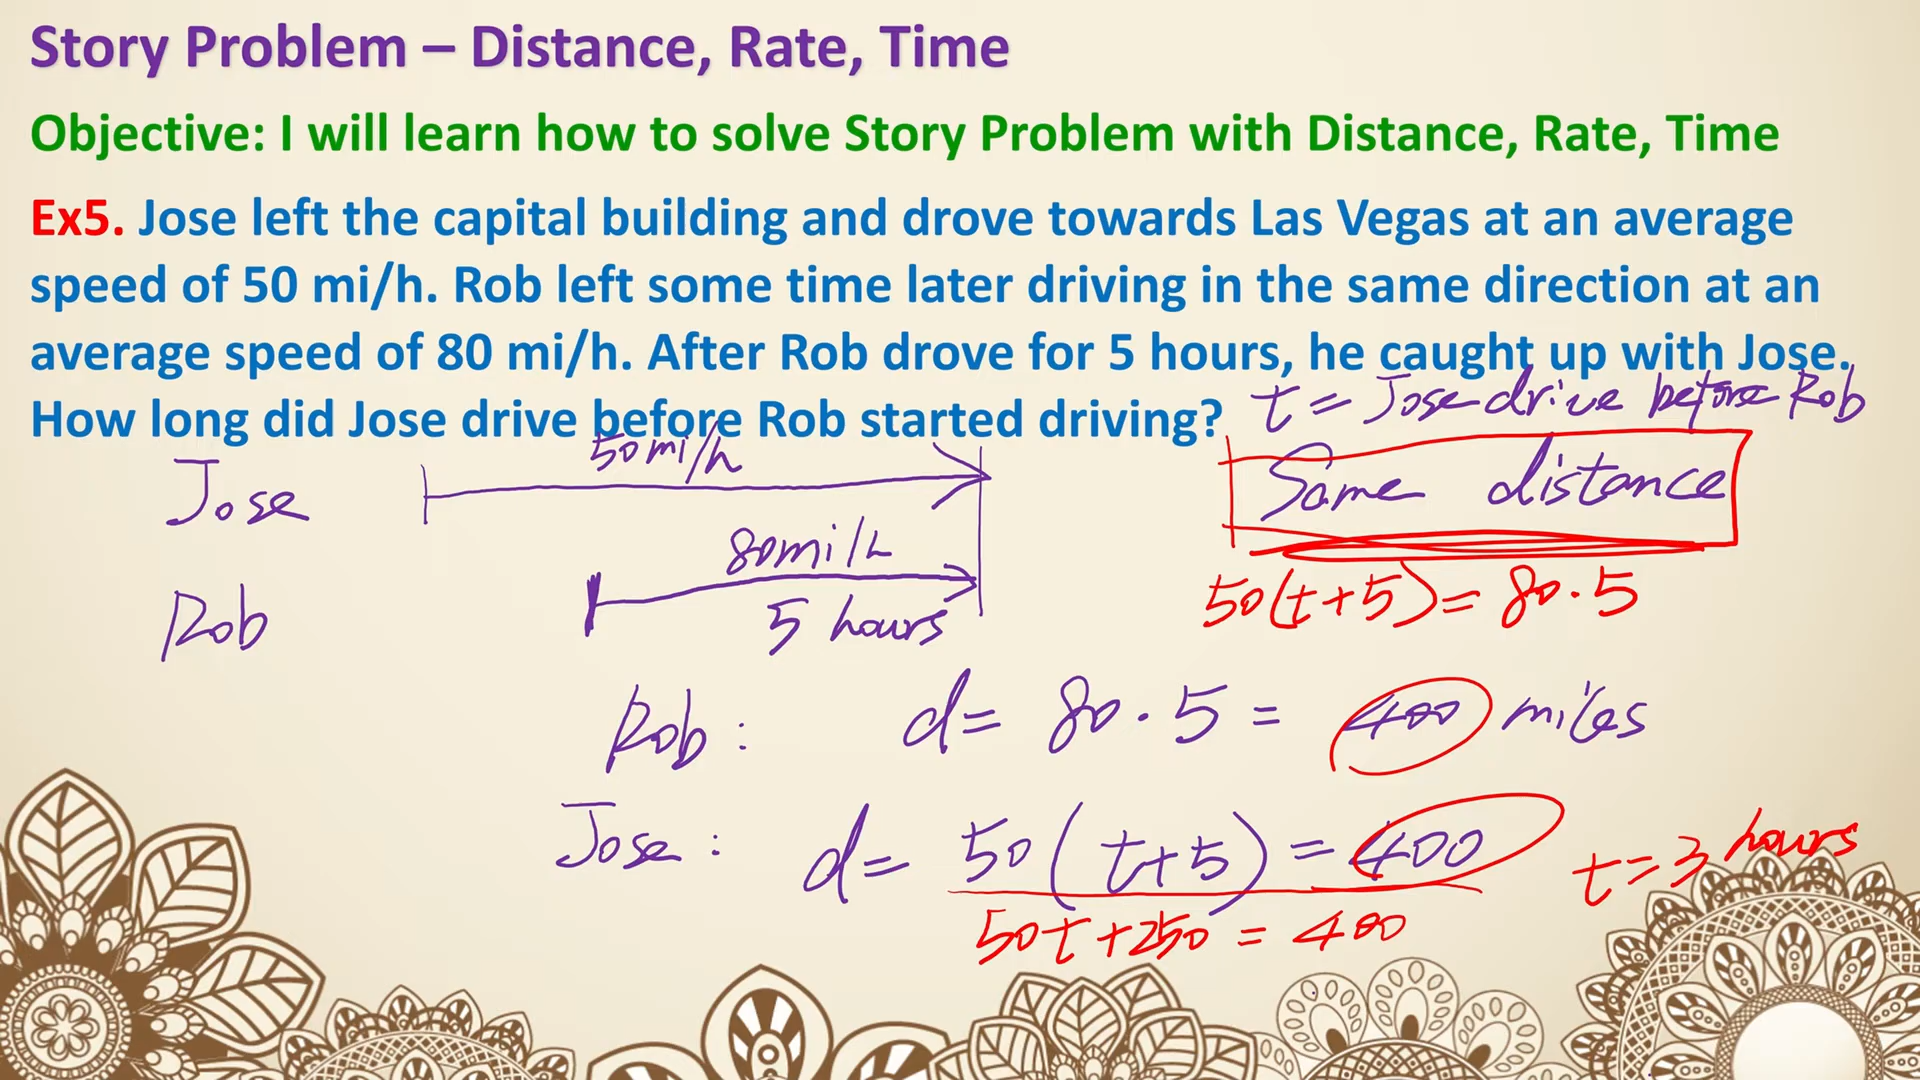 Story Problem – Distance, Rate, Time
Objective: I will learn how to solve Story Problem with Distance, Rate, Time
Ex5. Jose left the capital building and drove towards Las Vegas at an average
speed of 50 mi/h. Rob left some time later driving in the same direction at an
average speed of 80 mi/h. After Rob drove for 5 hours, he caught up with Jose.
How long did Jose drive before Rob started driving?
t = Jose drive before Rob
Jose
50mi/h
Same distance
80mi/h
50(t+5) = 80·5
Rob
5 hours
Rob: d = 80·5 = 400 miles
Jose: d = 50(t+5) = 400
t = 3 hours
50t + 250 = 400